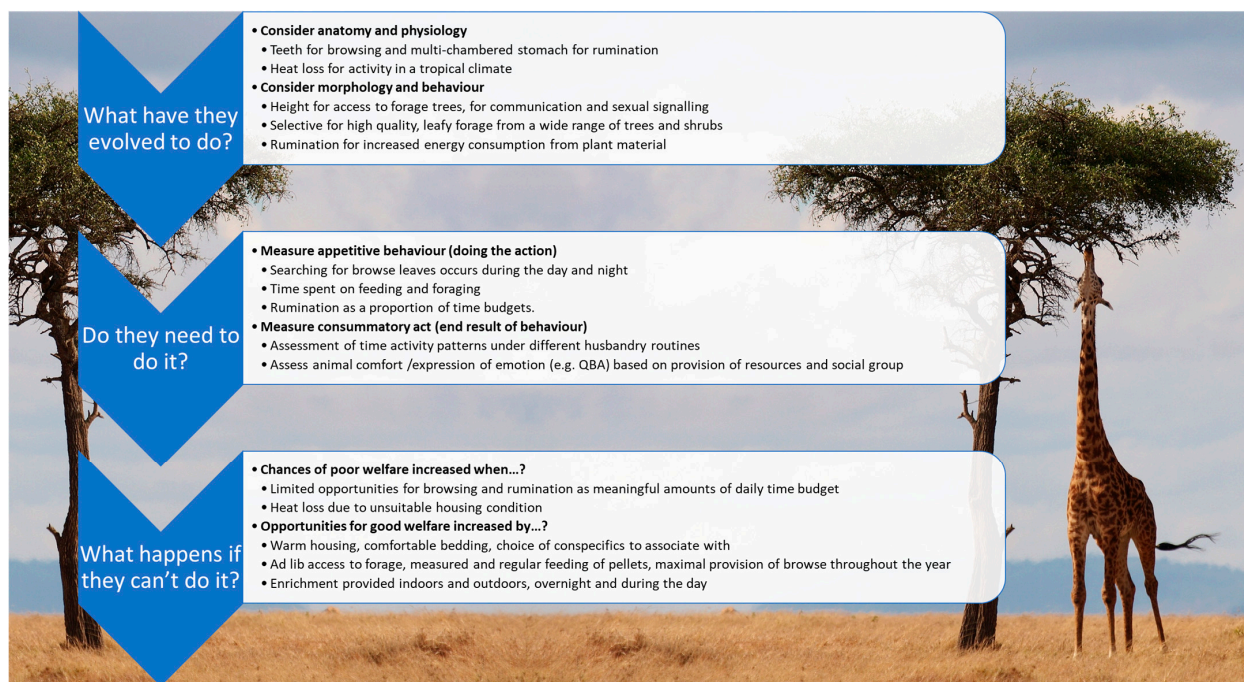 What have they
evolved to do?
• Consider anatomy and physiology
• Teeth for browsing and multi-chambered stomach for rumination
• Heat loss for activity in a tropical climate
• Consider morphology and behaviour
• Height for access to forage trees, for communication and sexual signalling
• Selective for high quality, leafy forage from a wide range of trees and shrubs
• Rumination for increased energy consumption from plant material
Do they need to
do it?
• Measure appetitive behaviour (doing the action)
• Searching for browse leaves occurs during the day and night
• Time spent on feeding and foraging
• Rumination as a proportion of time budgets.
• Measure consummatory act (end result of behaviour)
• Assessment of time activity patterns under different husbandry routines
• Assess animal comfort /expression of emotion (e.g. QBA) based on provision of resources and social group
What happens if
they can't do it?
• Chances of poor welfare increased when...?
• Limited opportunities for browsing and rumination as meaningful amounts of daily time budget
• Heat loss due to unsuitable housing condition
• Opportunities for good welfare increased by...?
• Warm housing, comfortable bedding, choice of conspecifics to associate with
• Ad lib access to forage, measured and regular feeding of pellets, maximal provision of browse throughout the year
• Enrichment provided indoors and outdoors, overnight and during the day